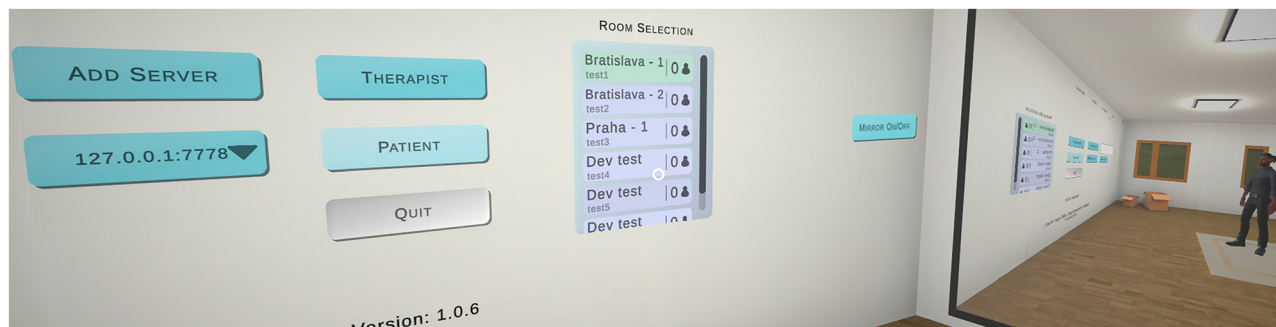 Room Selection
Add Server
Therapist
Bratislava - 1 0
test1
Bratislava - 2 0
test2
127.0.0.1:7778
Patient
Praha - 1 0
test3
Mirror On/Off
Dev test 0
test4
Quit
Dev test 0
test5
Dev test 0
Version: 1.0.6